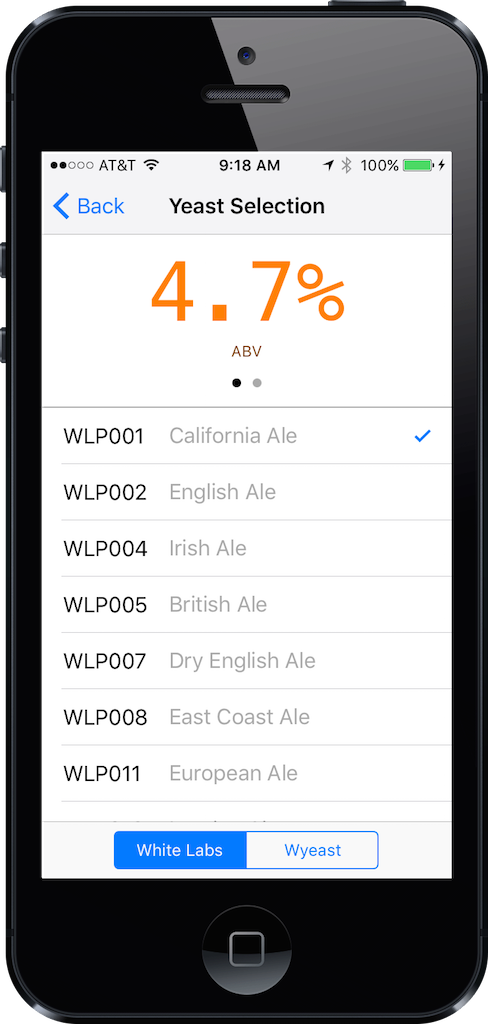 AT&T 9:18 AM 100%
Back Yeast Selection
4.7%
ABV
WLP001 California Ale
WLP002 English Ale
WLP004 Irish Ale
WLP005 British Ale
WLP007 Dry English Ale
WLP008 East Coast Ale
WLP011 European Ale
White Labs Wyeast